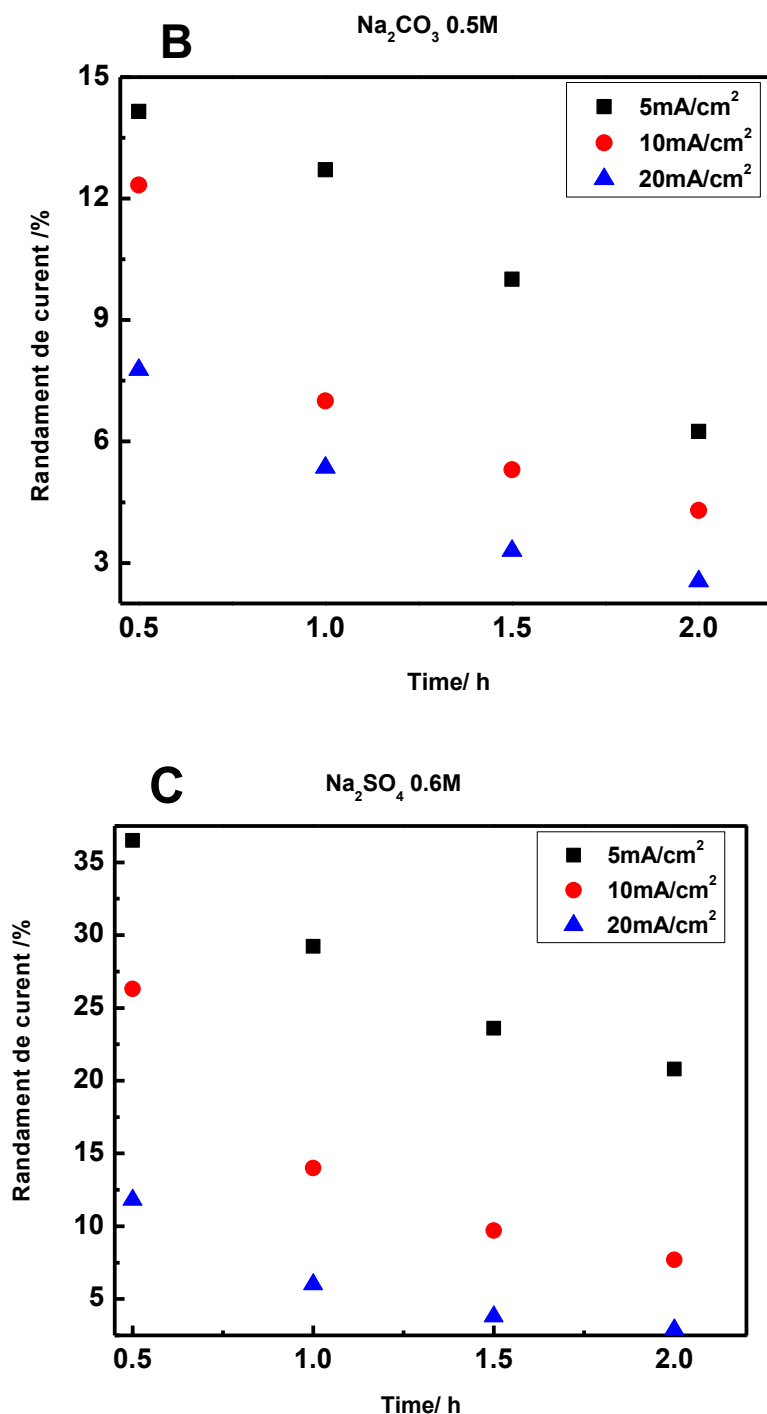 B
Na₂CO₃ 0.5M
15
12
9
6
3
Randament de curent /%
5mA/cm²
10mA/cm²
20mA/cm²
0.5 1.0 1.5 2.0
Time/ h
C
Na₂SO₄ 0.6M
35
30
25
20
15
10
5
Randament de curent /%
5mA/cm²
10mA/cm²
20mA/cm²
0.5 1.0 1.5 2.0
Time/ h